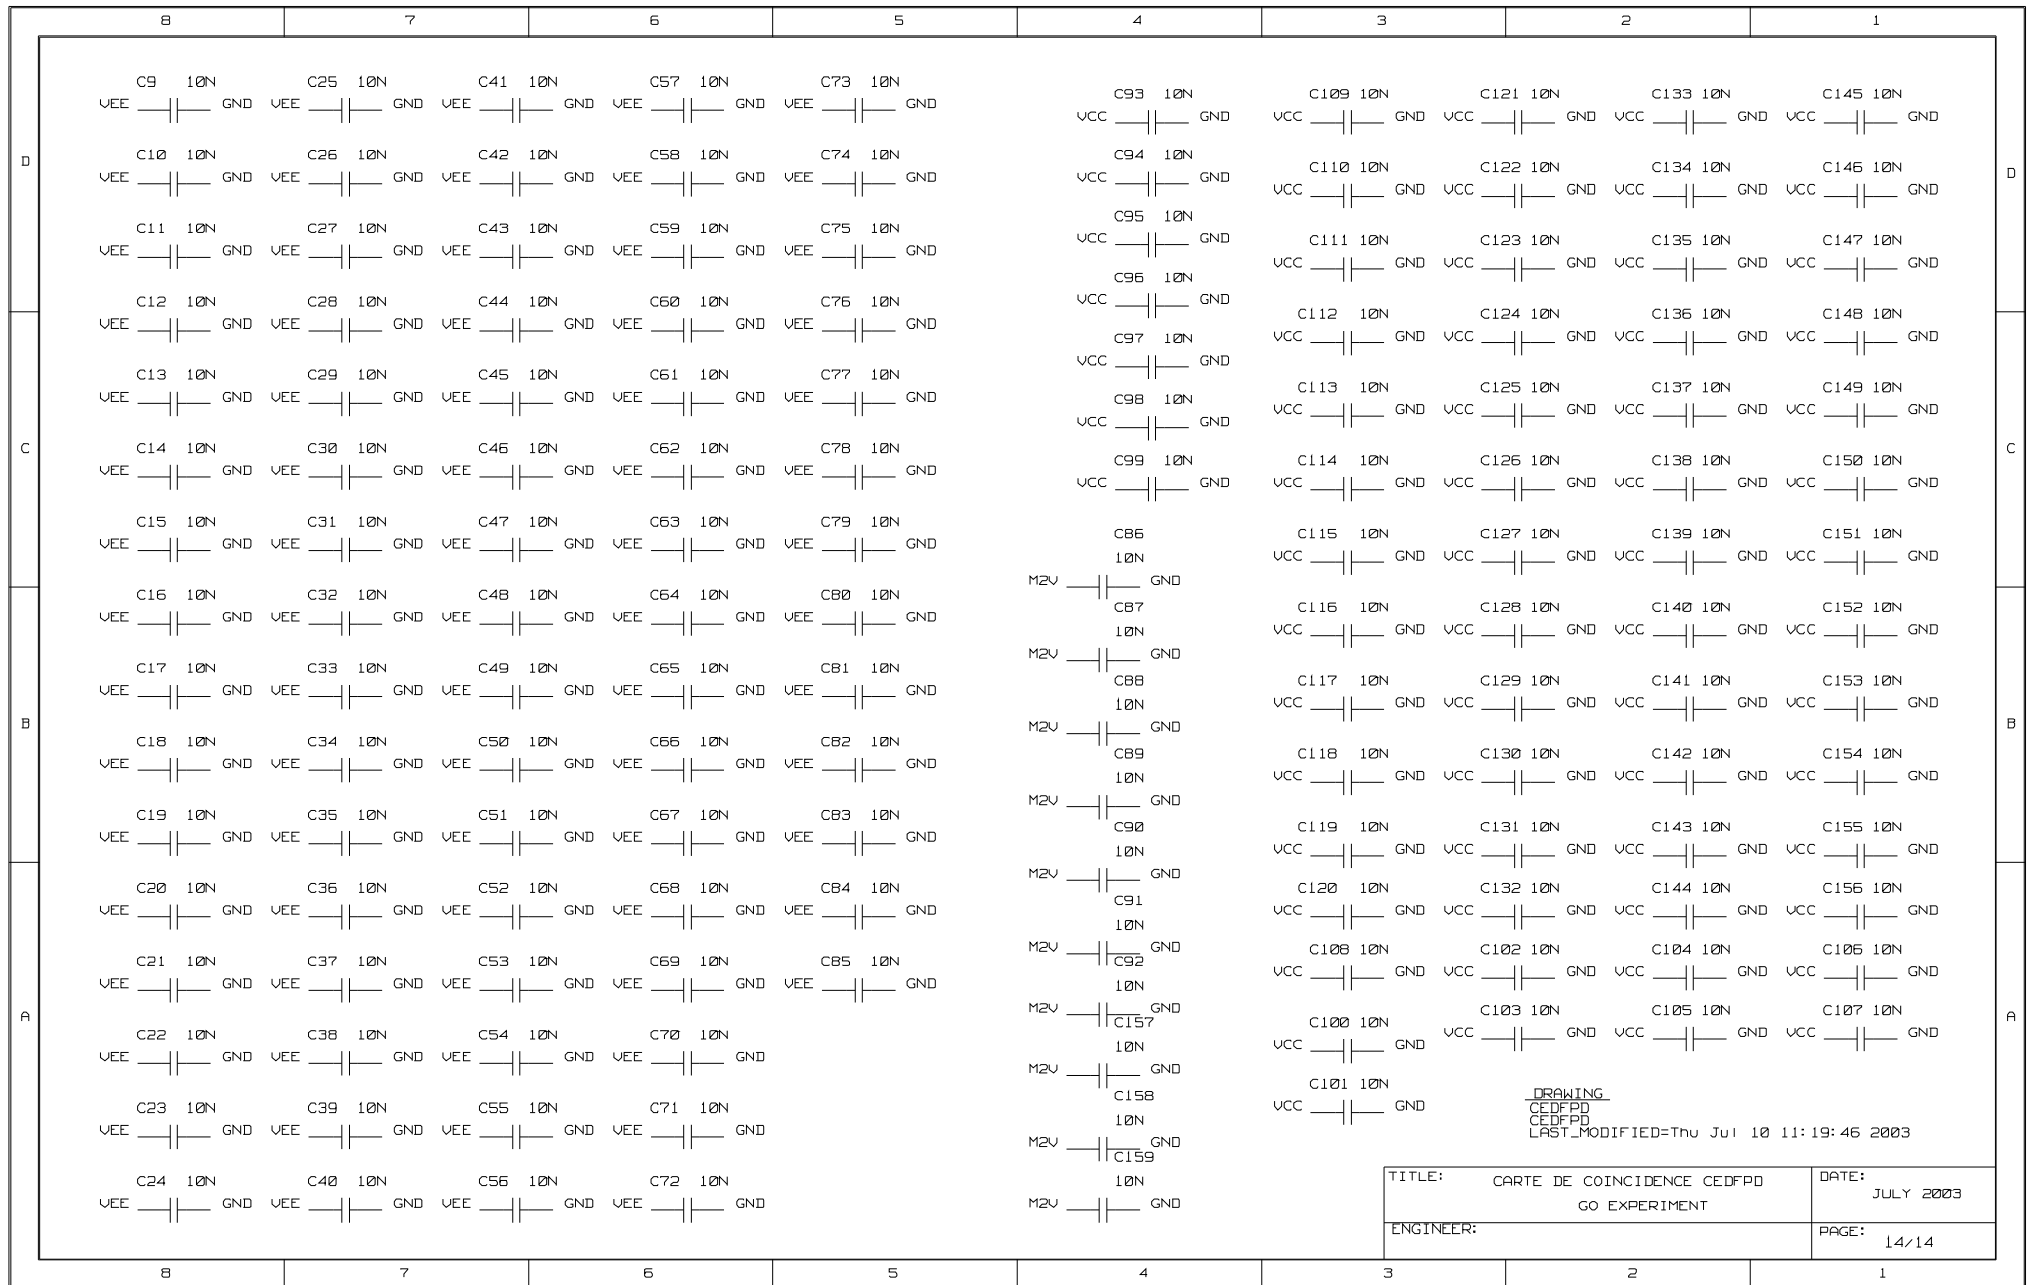 8 7 6 5 4 3 2 1
D
C
B
A
C9 10N C25 10N C41 10N C57 10N C73 10N
VEE GND VEE GND VEE GND VEE GND VEE GND
C10 10N C26 10N C42 10N C58 10N C74 10N
VEE GND VEE GND VEE GND VEE GND VEE GND
C11 10N C27 10N C43 10N C59 10N C75 10N
VEE GND VEE GND VEE GND VEE GND VEE GND
C12 10N C28 10N C44 10N C60 10N C76 10N
VEE GND VEE GND VEE GND VEE GND VEE GND
C13 10N C29 10N C45 10N C61 10N C77 10N
VEE GND VEE GND VEE GND VEE GND VEE GND
C14 10N C30 10N C46 10N C62 10N C78 10N
VEE GND VEE GND VEE GND VEE GND VEE GND
C15 10N C31 10N C47 10N C63 10N C79 10N
VEE GND VEE GND VEE GND VEE GND VEE GND
C16 10N C32 10N C48 10N C64 10N C80 10N
VEE GND VEE GND VEE GND VEE GND VEE GND
C17 10N C33 10N C49 10N C65 10N C81 10N
VEE GND VEE GND VEE GND VEE GND VEE GND
C18 10N C34 10N C50 10N C66 10N C82 10N
VEE GND VEE GND VEE GND VEE GND VEE GND
C19 10N C35 10N C51 10N C67 10N C83 10N
VEE GND VEE GND VEE GND VEE GND VEE GND
C20 10N C36 10N C52 10N C68 10N C84 10N
VEE GND VEE GND VEE GND VEE GND VEE GND
C21 10N C37 10N C53 10N C69 10N C85 10N
VEE GND VEE GND VEE GND VEE GND VEE GND
C22 10N C38 10N C54 10N C70 10N
VEE GND VEE GND VEE GND VEE GND
C23 10N C39 10N C55 10N C71 10N
VEE GND VEE GND VEE GND VEE GND
C24 10N C40 10N C56 10N C72 10N
VEE GND VEE GND VEE GND VEE GND
C93 10N
VCC GND
C94 10N
VCC GND
C95 10N
VCC GND
C96 10N
VCC GND
C97 10N
VCC GND
C98 10N
VCC GND
C99 10N
VCC GND
C86
10N
M2V GND
C87
10N
M2V GND
C88
10N
M2V GND
C89
10N
M2V GND
C90
10N
M2V GND
C91
10N
M2V GND
C92
10N
M2V GND
C157
10N
M2V GND
C158
10N
M2V GND
C159
10N
M2V GND
C109 10N C121 10N C133 10N C145 10N
VCC GND VCC GND VCC GND VCC GND
C110 10N C122 10N C134 10N C146 10N
VCC GND VCC GND VCC GND VCC GND
C111 10N C123 10N C135 10N C147 10N
VCC GND VCC GND VCC GND VCC GND
C112 10N C124 10N C136 10N C148 10N
VCC GND VCC GND VCC GND VCC GND
C113 10N C125 10N C137 10N C149 10N
VCC GND VCC GND VCC GND VCC GND
C114 10N C126 10N C138 10N C150 10N
VCC GND VCC GND VCC GND VCC GND
C115 10N C127 10N C139 10N C151 10N
VCC GND VCC GND VCC GND VCC GND
C116 10N C128 10N C140 10N C152 10N
VCC GND VCC GND VCC GND VCC GND
C117 10N C129 10N C141 10N C153 10N
VCC GND VCC GND VCC GND VCC GND
C118 10N C130 10N C142 10N C154 10N
VCC GND VCC GND VCC GND VCC GND
C119 10N C131 10N C143 10N C155 10N
VCC GND VCC GND VCC GND VCC GND
C120 10N C132 10N C144 10N C156 10N
VCC GND VCC GND VCC GND VCC GND
C108 10N C102 10N C104 10N C106 10N
VCC GND VCC GND VCC GND VCC GND
C100 10N C103 10N C105 10N C107 10N
VCC GND VCC GND VCC GND VCC GND
C101 10N
VCC GND
D
C
B
A
DRAWING
CEDFPD
CEDFPD
LAST_MODIFIED=Thu Jul 10 11:19:46 2003
TITLE: CARTE DE COINCIDENCE CEDFPD
GO EXPERIMENT
DATE:
JULY 2003
ENGINEER:
PAGE:
14/14
8 7 6 5 4 3 2 1